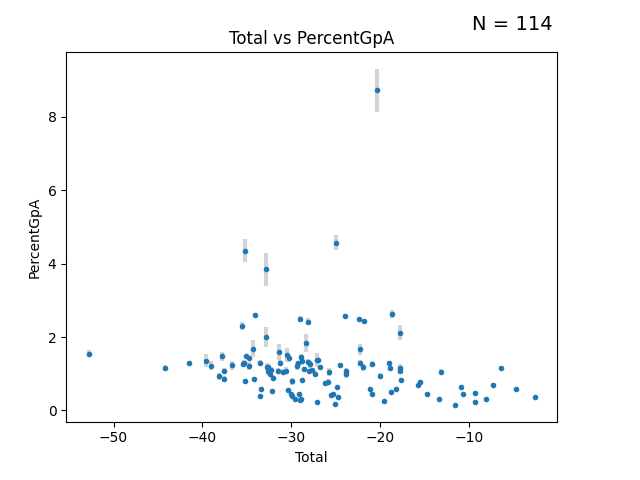 N = 114
Total vs PercentGpA
PercentGpA
8
6
4
2
0
−50 −40 −30 −20 −10
Total